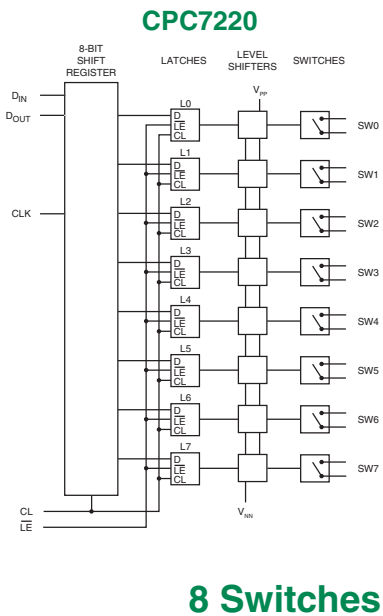 CPC7220
8-BIT
SHIFT
REGISTER
LATCHES
LEVEL
SHIFTERS
SWITCHES
VPP
DIN
DOUT
CLK
L0
D
LE
CL
SW0
L1
D
LE
CL
SW1
L2
D
LE
CL
SW2
L3
D
LE
CL
SW3
L4
D
LE
CL
SW4
L5
D
LE
CL
SW5
L6
D
LE
CL
SW6
L7
D
LE
CL
SW7
VNN
CL
LE
8 Switches